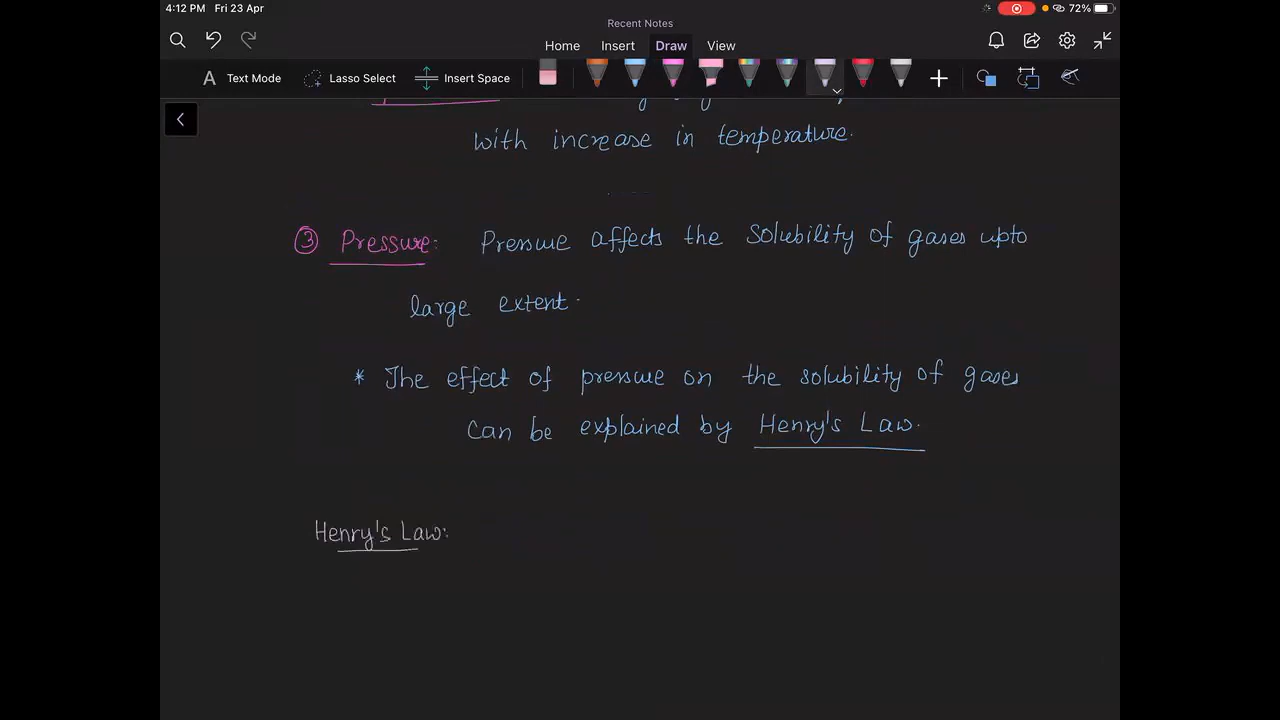 4:12 PM Fri 23 Apr
72%
Recent Notes
Home Insert Draw View
Text Mode Lasso Select Insert Space
with increase in temperature.
③ Pressure: Pressure affects the solubility of gases upto
large extent.
* The effect of pressure on the solubility of gases
can be explained by Henry's Law.
Henry's Law: